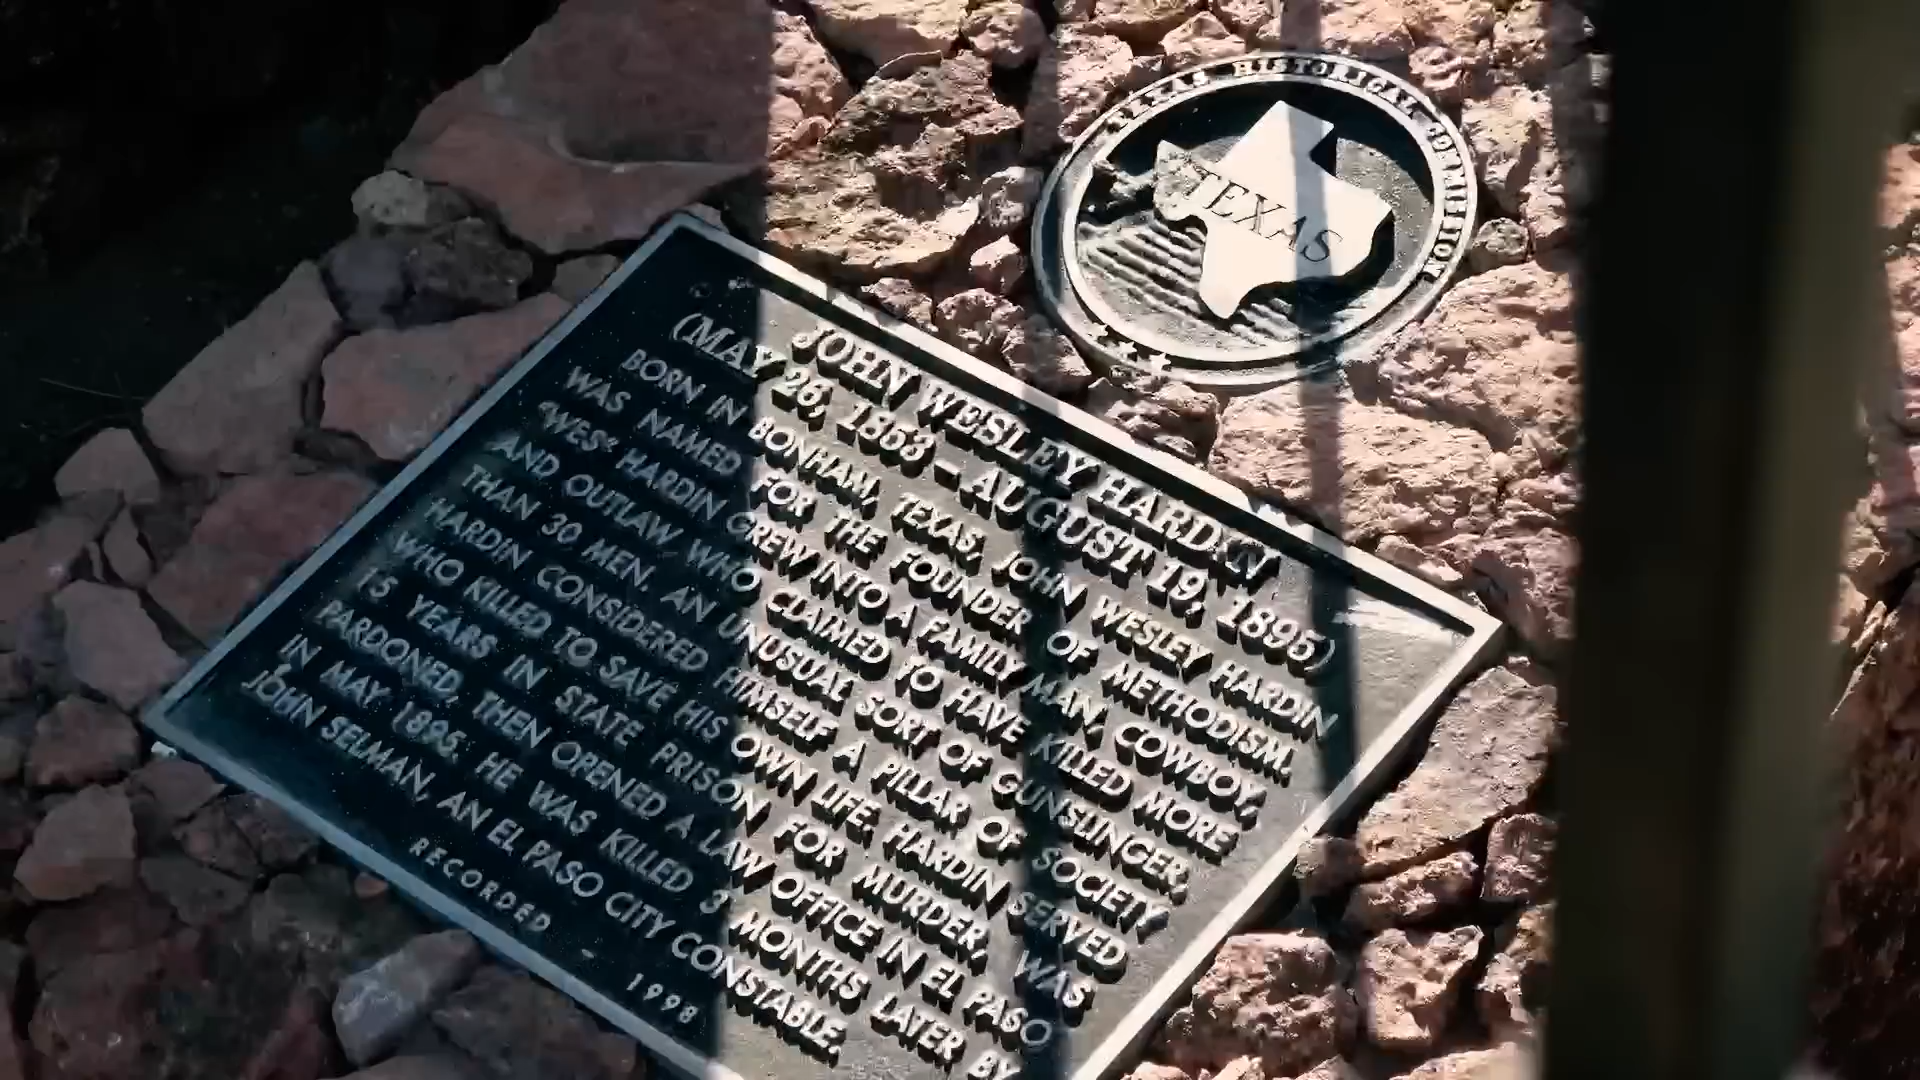 TEXAS HISTORICAL COMMISSION
TEXAS
JOHN WESLEY HARDIN
(MAY 26, 1853 – AUGUST 19, 1895)
BORN IN BONHAM, TEXAS, JOHN WESLEY HARDIN
WAS NAMED FOR THE FOUNDER OF METHODISM.
"WES" HARDIN GREW INTO A FAMILY MAN, COWBOY,
AND OUTLAW WHO CLAIMED TO HAVE KILLED MORE
THAN 30 MEN. AN UNUSUAL SORT OF GUNSLINGER,
HARDIN CONSIDERED HIMSELF A PILLAR OF SOCIETY
WHO KILLED TO SAVE HIS OWN LIFE. HARDIN SERVED
15 YEARS IN STATE PRISON FOR MURDER, WAS
PARDONED, THEN OPENED A LAW OFFICE IN EL PASO
IN MAY 1895. HE WAS KILLED 3 MONTHS LATER BY
JOHN SELMAN, AN EL PASO CITY CONSTABLE.
RECORDED – 1998